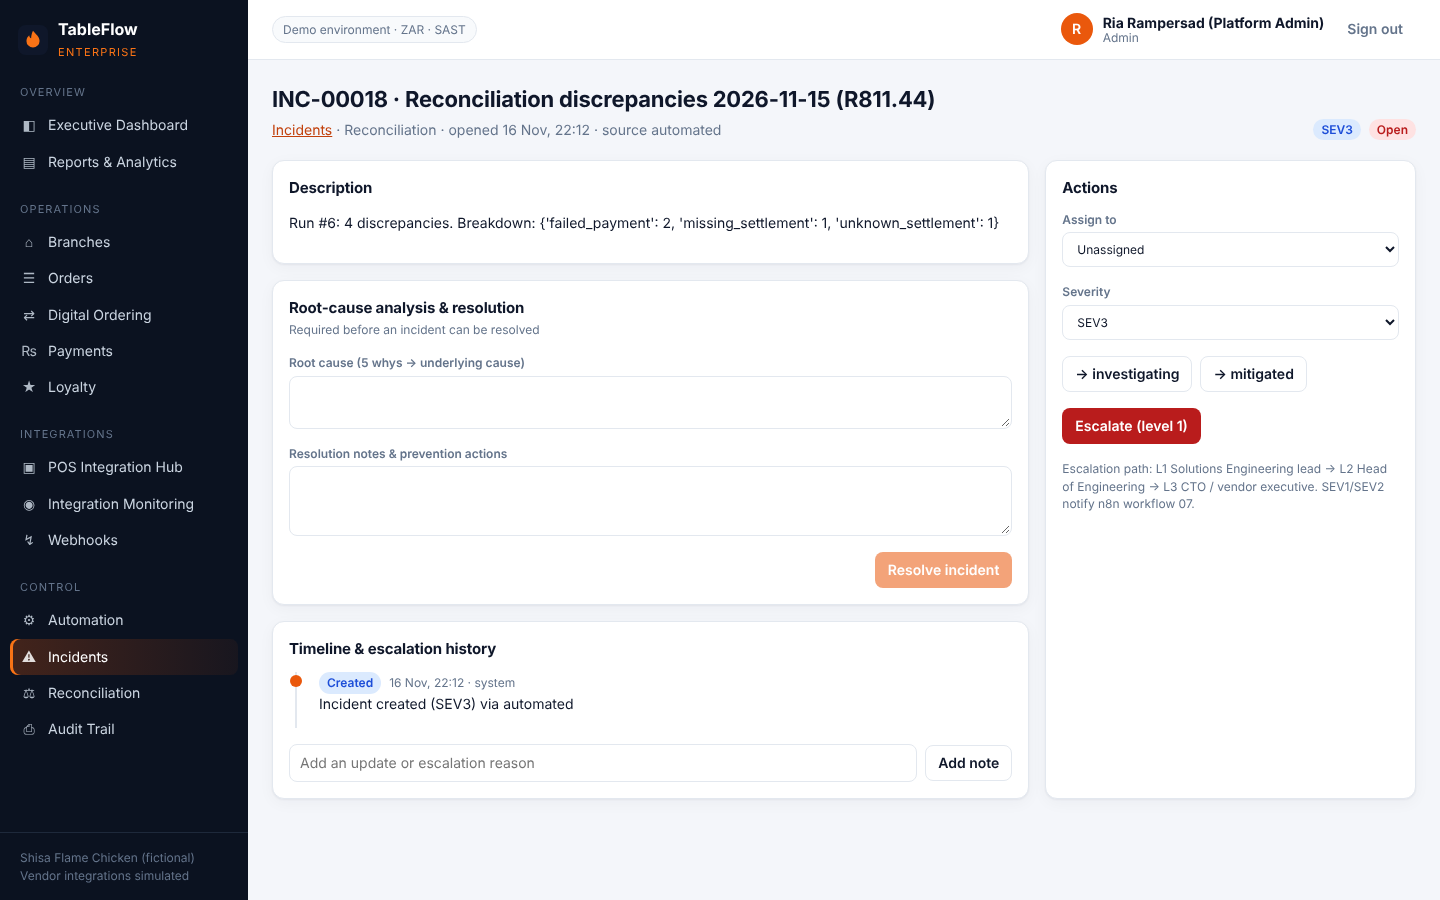 TableFlow
ENTERPRISE
OVERVIEW
Executive Dashboard
Reports & Analytics
OPERATIONS
Branches
Orders
Digital Ordering
Rs Payments
Loyalty
INTEGRATIONS
POS Integration Hub
Integration Monitoring
Webhooks
CONTROL
Automation
Incidents
Reconciliation
Audit Trail
Shisa Flame Chicken (fictional)
Vendor integrations simulated
Demo environment · ZAR · SAST
R
Ria Rampersad (Platform Admin)
Admin
Sign out
INC-00018 · Reconciliation discrepancies 2026-11-15 (R811.44)
Incidents · Reconciliation · opened 16 Nov, 22:12 · source automated
SEV3
Open
Description
Run #6: 4 discrepancies. Breakdown: {'failed_payment': 2, 'missing_settlement': 1, 'unknown_settlement': 1}
Root-cause analysis & resolution
Required before an incident can be resolved
Root cause (5 whys → underlying cause)
Resolution notes & prevention actions
Resolve incident
Timeline & escalation history
Created 16 Nov, 22:12 · system
Incident created (SEV3) via automated
Add an update or escalation reason
Add note
Actions
Assign to
Unassigned
Severity
SEV3
→ investigating
→ mitigated
Escalate (level 1)
Escalation path: L1 Solutions Engineering lead → L2 Head
of Engineering → L3 CTO / vendor executive. SEV1/SEV2
notify n8n workflow 07.